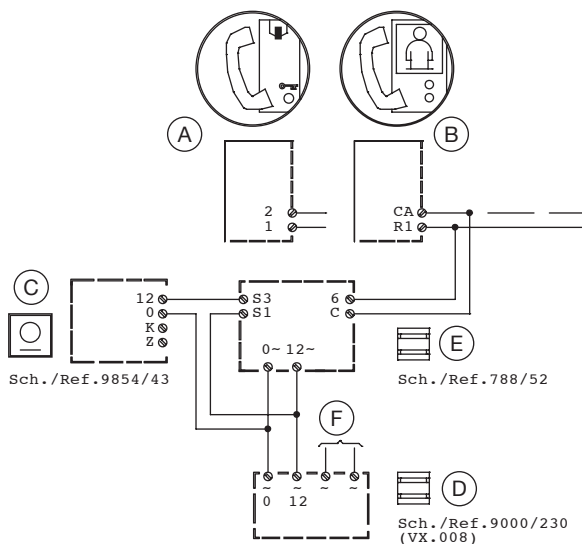 A
B
2
1
CA
R1
C
12
0
K
Z
S3
S1
6
C
0~ 12~
E
Sch./Ref.9854/43
Sch./Ref.788/52
F
~ ~ ~ ~
0 12
D
Sch./Ref.9000/230
(VX.008)